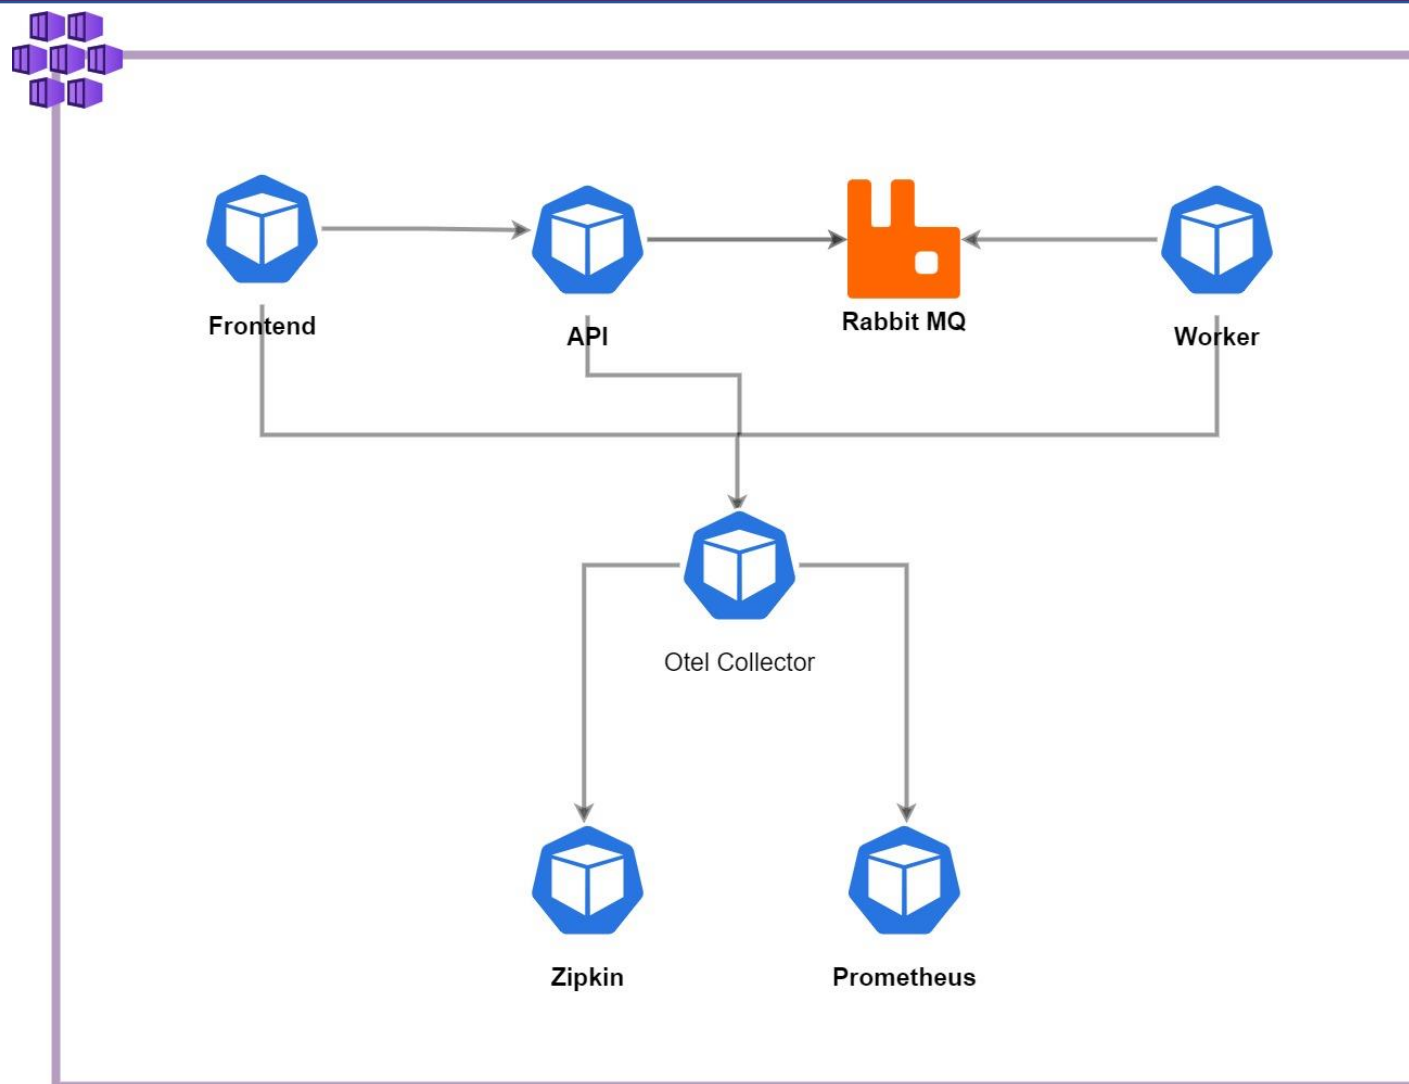 Frontend
API
Rabbit MQ
Worker
Otel Collector
Zipkin
Prometheus